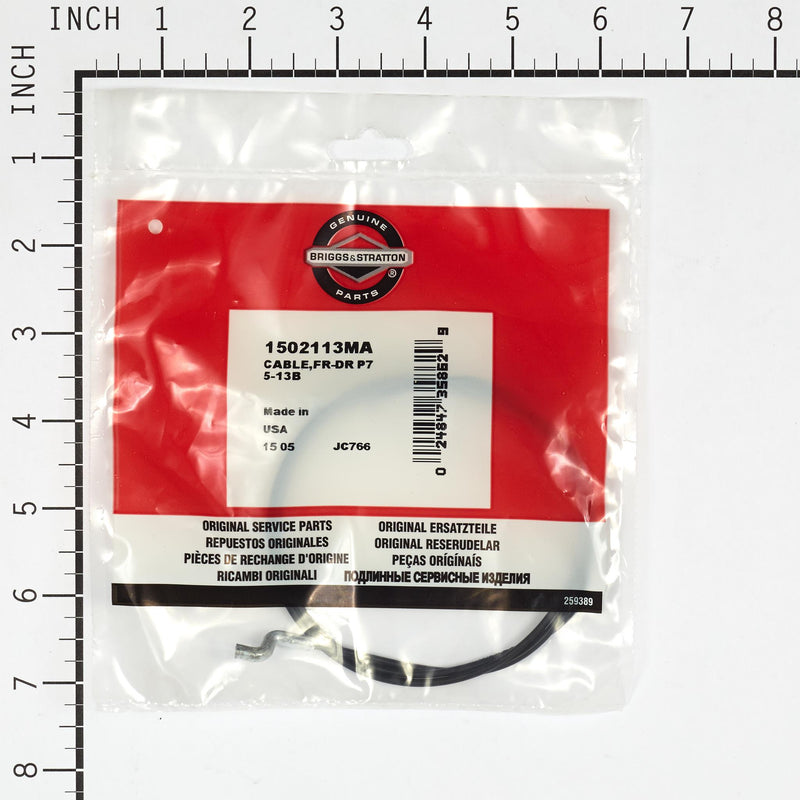 INCH 1 2 3 4 5 6 7 8
INCH 1 2 3 4 5 6 7 8
GENUINE
BRIGGS&STRATTON
®
PARTS
1502113MA
CABLE,FR-DR P7
5-13B
Made in
USA
15 05 JC766
0 24847 35862 9
ORIGINAL SERVICE PARTS ORIGINAL ERSATZTEILE
REPUESTOS ORIGINALES ORIGINAL RESERUDELAR
PIÈCES DE RECHANGE D'ORIGINE PEÇAS ORÍGÍNAÍS
RICAMBI ORIGINALI ПОДЛИННЫЕ СЕРВИСНЫЕ ИЗДЕЛИЯ
259389